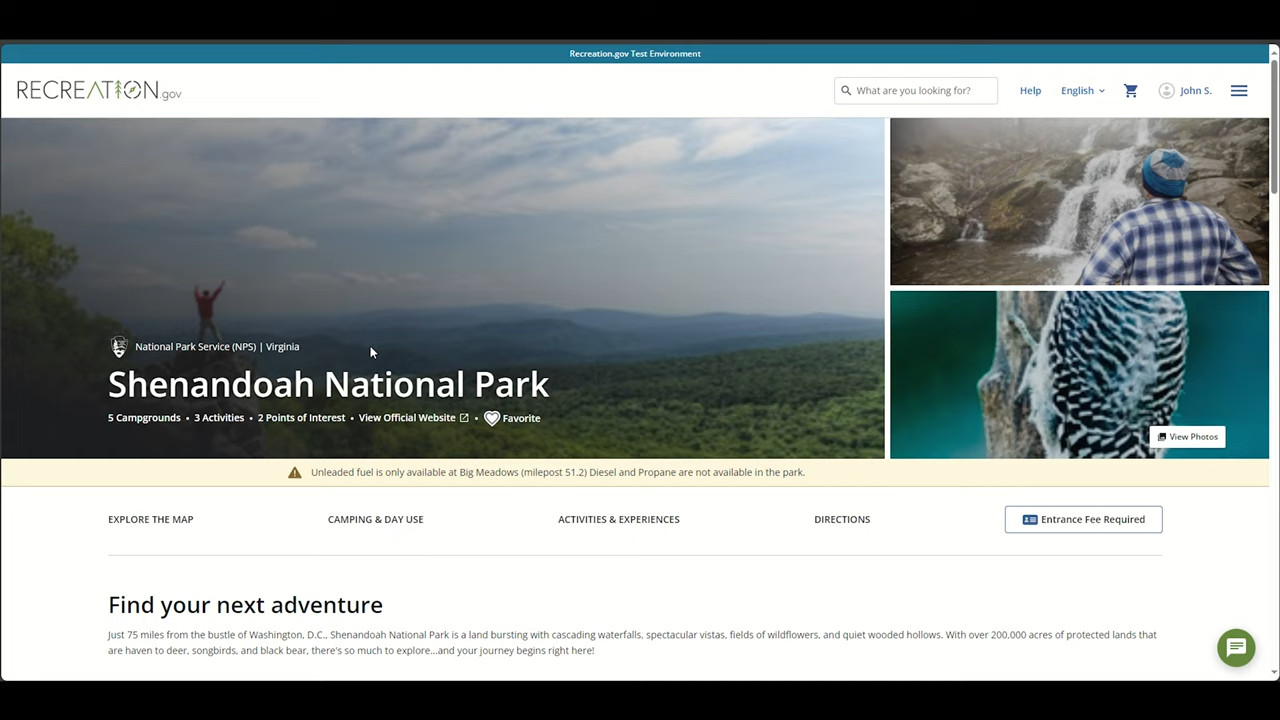 Recreation.gov Test Environment
RECREATION.gov
What are you looking for?
Help
English
John S.
National Park Service (NPS) | Virginia
Shenandoah National Park
5 Campgrounds • 3 Activities • 2 Points of Interest • View Official Website • Favorite
View Photos
Unleaded fuel is only available at Big Meadows (milepost 51.2) Diesel and Propane are not available in the park.
EXPLORE THE MAP
CAMPING & DAY USE
ACTIVITIES & EXPERIENCES
DIRECTIONS
Entrance Fee Required
Find your next adventure
Just 75 miles from the bustle of Washington, D.C., Shenandoah National Park is a land bursting with cascading waterfalls, spectacular vistas, fields of wildflowers, and quiet wooded hollows. With over 200,000 acres of protected lands that
are haven to deer, songbirds, and black bear, there's so much to explore...and your journey begins right here!